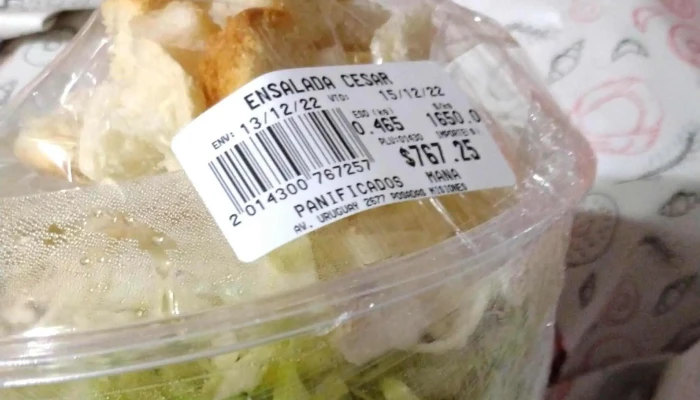 ENSALADA CESAR
ENV: 13/12/22 VTO: 15/12/22
0.465 1650.0
$767.25
2 014300 767257
PANIFICADOS MANA
AV. URUGUAY 2677 POSADAS MISIONES